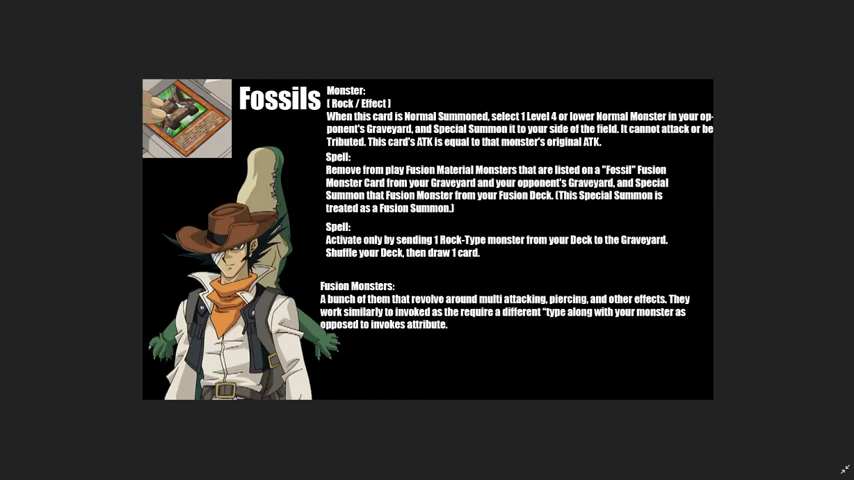 Fossils
Monster:
[ Rock / Effect ]
When this card is Normal Summoned, select 1 Level 4 or lower Normal Monster in your op-
ponent's Graveyard, and Special Summon it to your side of the field. It cannot attack or be
Tributed. This card's ATK is equal to that monster's original ATK.
Spell:
Remove from play Fusion Material Monsters that are listed on a "Fossil" Fusion
Monster Card from your Graveyard and your opponent's Graveyard, and Special
Summon that Fusion Monster from your Fusion Deck. (This Special Summon is
treated as a Fusion Summon.)
Spell:
Activate only by sending 1 Rock-Type monster from your Deck to the Graveyard.
Shuffle your Deck, then draw 1 card.
Fusion Monsters:
A bunch of them that revolve around multi attacking, piercing, and other effects. They
work similarly to invoked as the require a different "type along with your monster as
opposed to invokes attribute.